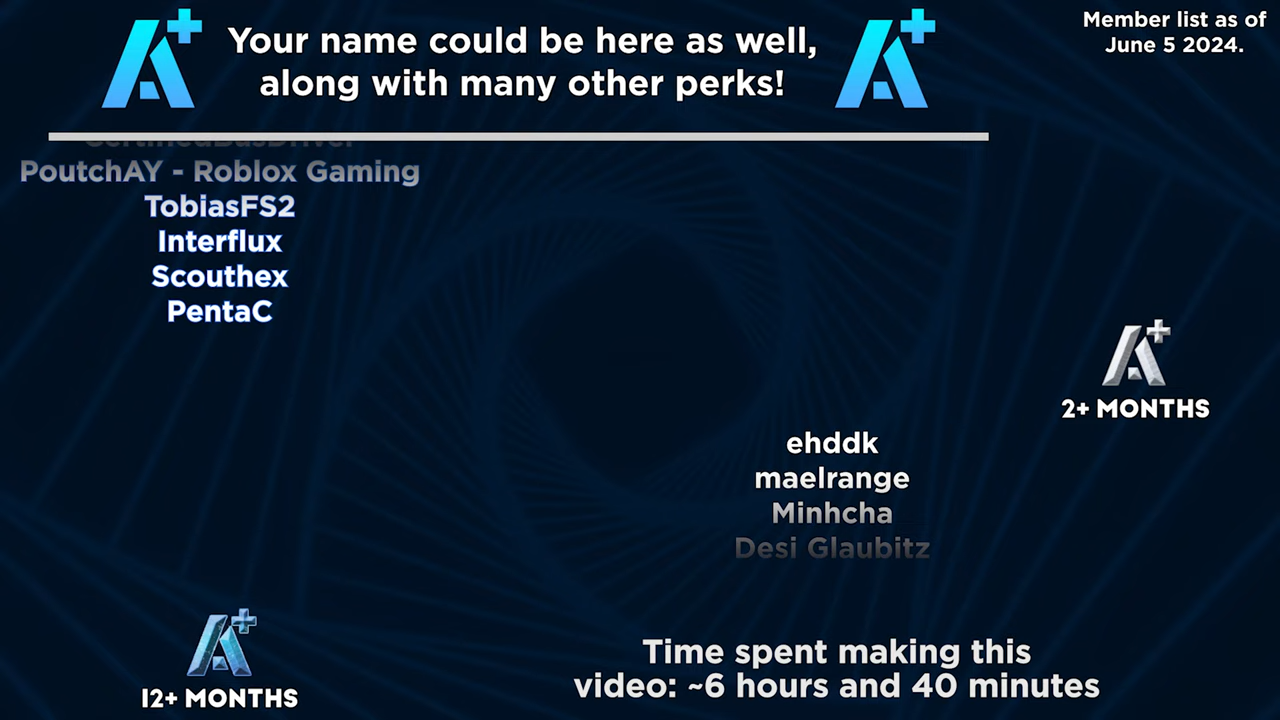 Your name could be here as well,
along with many other perks!
Member list as of
June 5 2024.
PoutchAY - Roblox Gaming
TobiasFS2
Interflux
Scouthex
PentaC
2+ MONTHS
ehddk
maelrange
Minhcha
Desi Glaubitz
12+ MONTHS
Time spent making this
video: ~6 hours and 40 minutes